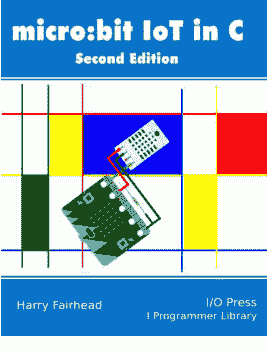 micro:bit IoT in C
Second Edition
Harry Fairhead
I/O Press
I Programmer Library